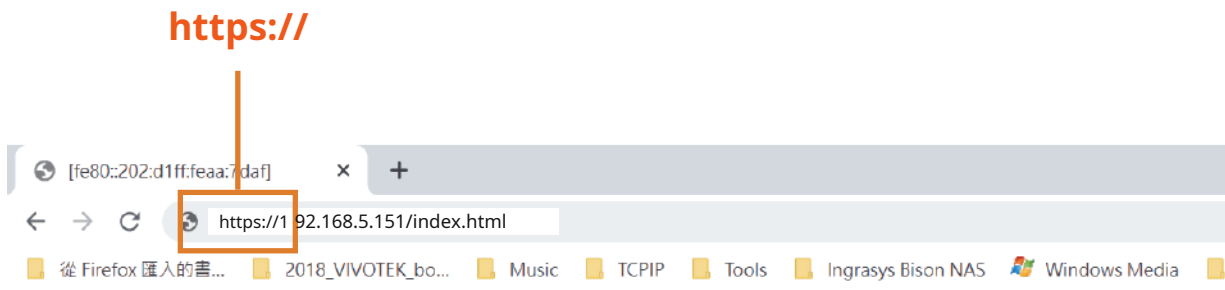 https://
[fe80::202:d1ff:feaa:7daf]
https://192.168.5.151/index.html
從 Firefox 匯入的書... 2018_VIVOTEK_bo... Music TCPIP Tools Ingrasys Bison NAS Windows Media